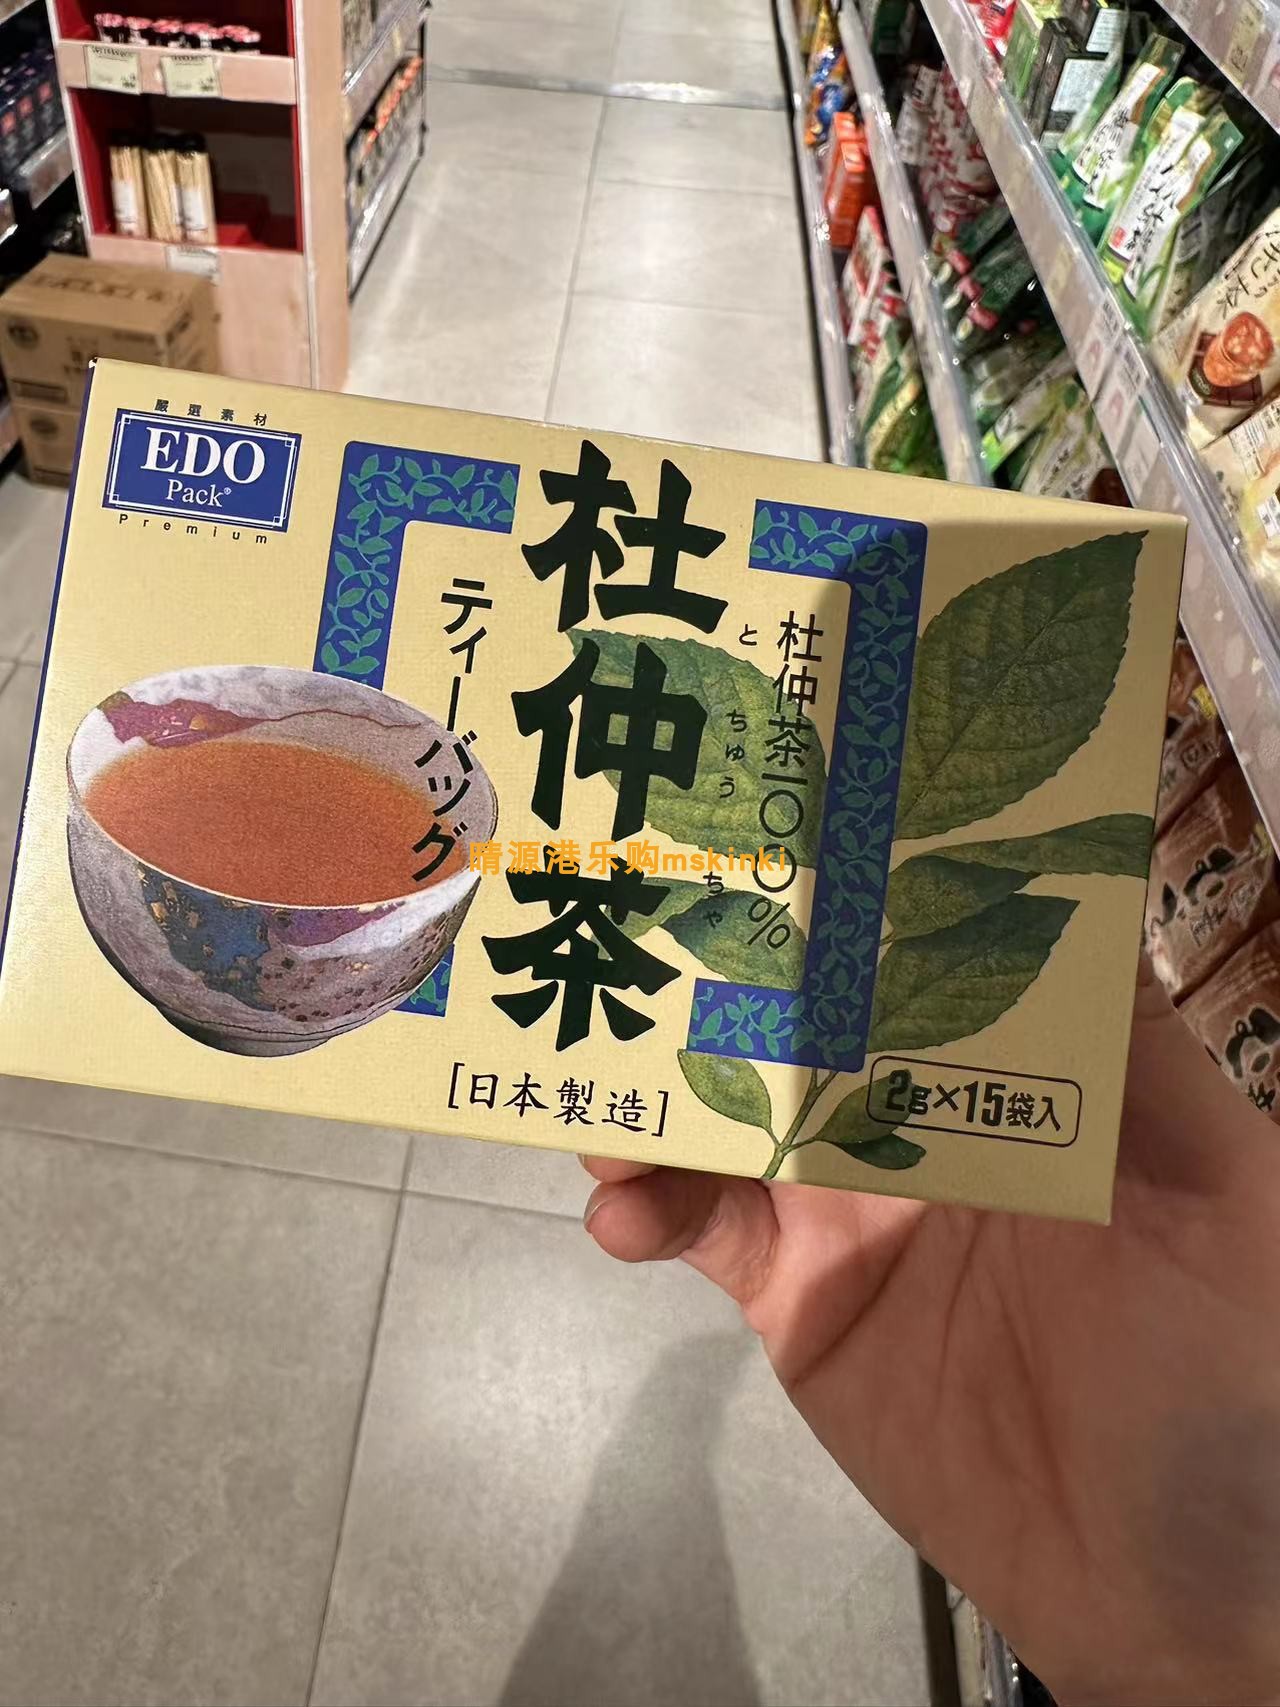 嚴選素材
EDO
Pack®
Premium
杜仲茶一〇〇%
とちゅうちゃ
杜仲茶
ティーバッグ
[日本製造]
2g×15袋入
晴源港乐购mskinki